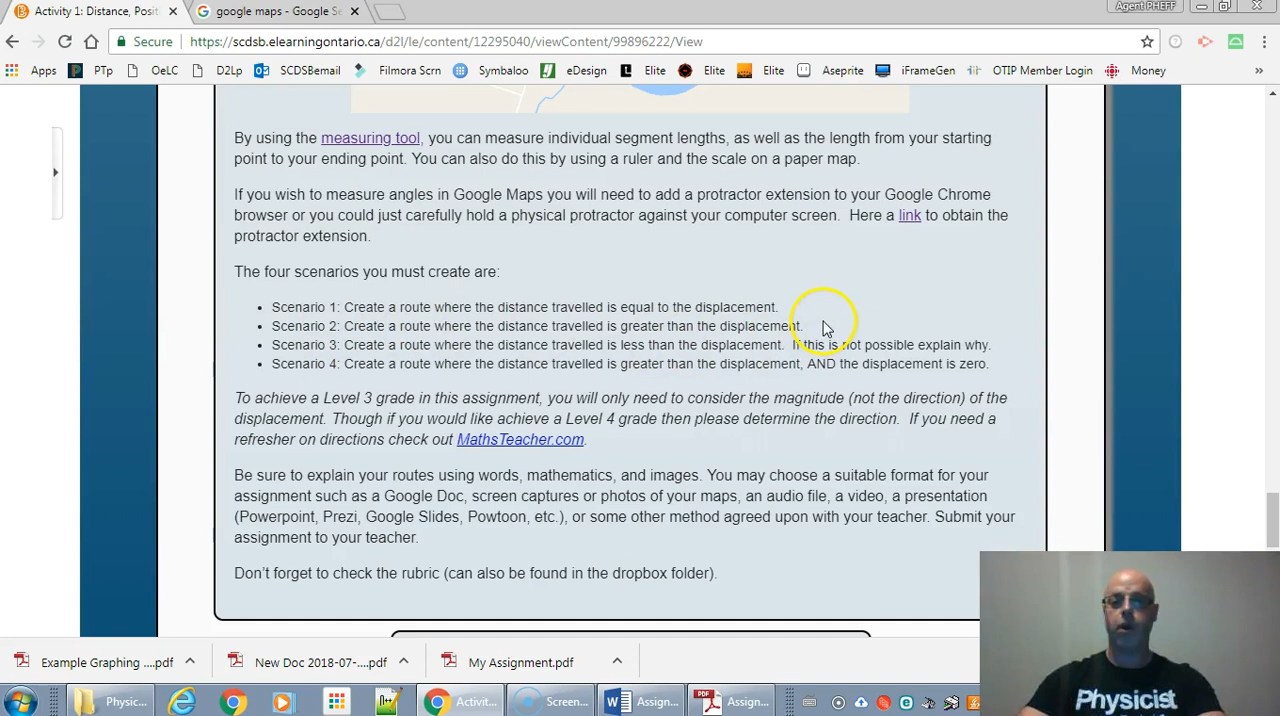 Activity 1: Distance, Posit
google maps - Google Se
Agent PHEFF
Secure
https://scdsb.elearningontario.ca/d2l/le/content/12295040/viewContent/99896222/View
Apps PTp OeLC D2Lp SCDSBemail Filmora Scrn Symbaloo eDesign Elite Elite Elite Aseprite iFrameGen OTIP Member Login Money »
By using the measuring tool, you can measure individual segment lengths, as well as the length from your starting
point to your ending point. You can also do this by using a ruler and the scale on a paper map.
If you wish to measure angles in Google Maps you will need to add a protractor extension to your Google Chrome
browser or you could just carefully hold a physical protractor against your computer screen. Here a link to obtain the
protractor extension.
The four scenarios you must create are:
• Scenario 1: Create a route where the distance travelled is equal to the displacement.
• Scenario 2: Create a route where the distance travelled is greater than the displacement.
• Scenario 3: Create a route where the distance travelled is less than the displacement. If this is not possible explain why.
• Scenario 4: Create a route where the distance travelled is greater than the displacement, AND the displacement is zero.
To achieve a Level 3 grade in this assignment, you will only need to consider the magnitude (not the direction) of the
displacement. Though if you would like achieve a Level 4 grade then please determine the direction. If you need a
refresher on directions check out MathsTeacher.com.
Be sure to explain your routes using words, mathematics, and images. You may choose a suitable format for your
assignment such as a Google Doc, screen captures or photos of your maps, an audio file, a video, a presentation
(Powerpoint, Prezi, Google Slides, Powtoon, etc.), or some other method agreed upon with your teacher. Submit your
assignment to your teacher.
Don't forget to check the rubric (can also be found in the dropbox folder).
Physicist
Example Graphing ....pdf
New Doc 2018-07-....pdf
My Assignment.pdf
Physic...
Activit...
Screen...
Assign...
Assign...